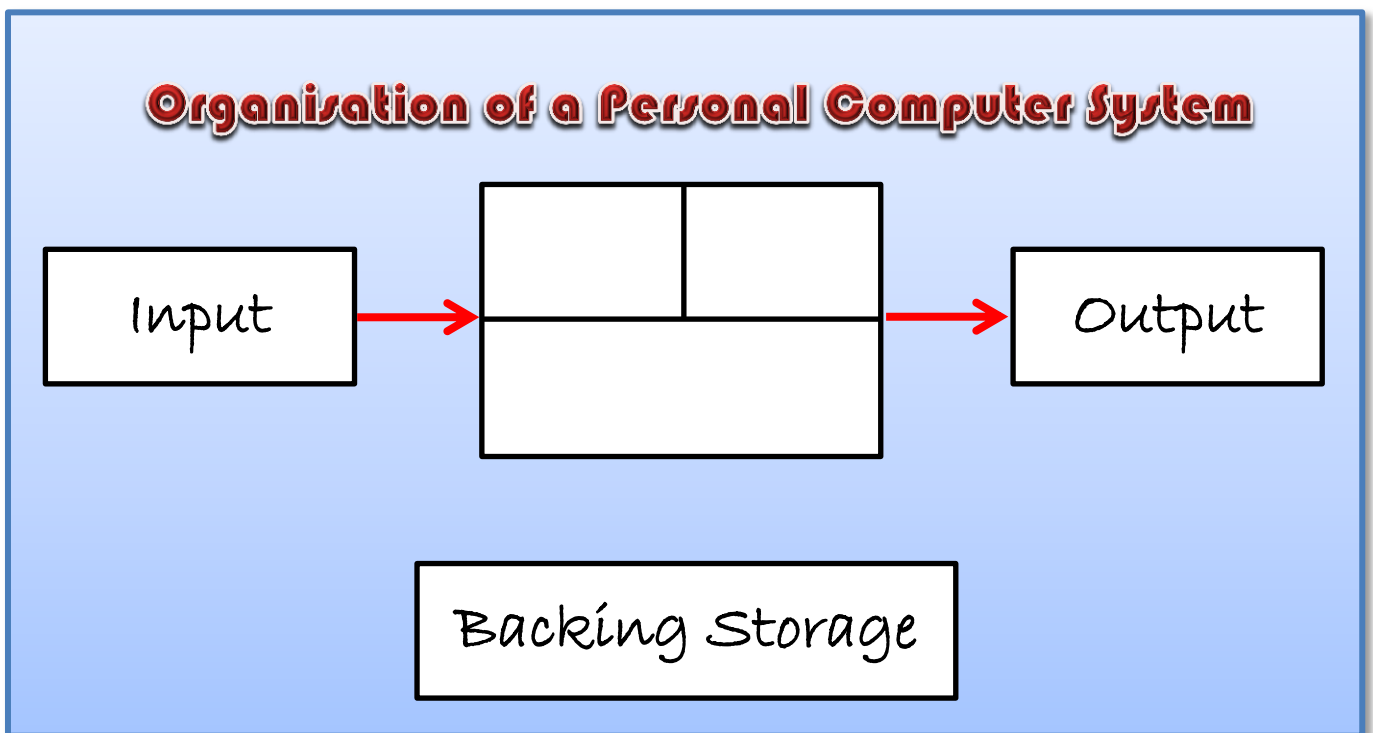 Organisation of a Personal Computer System
Input
Output
Backing Storage